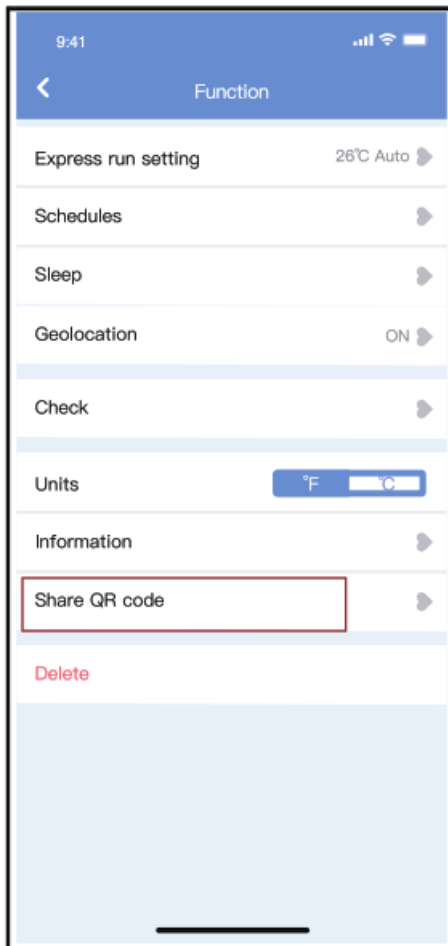 9:41
Function
Express run setting 26℃ Auto
Schedules
Sleep
Geolocation ON
Check
Units °F ℃
Information
Share QR code
Delete